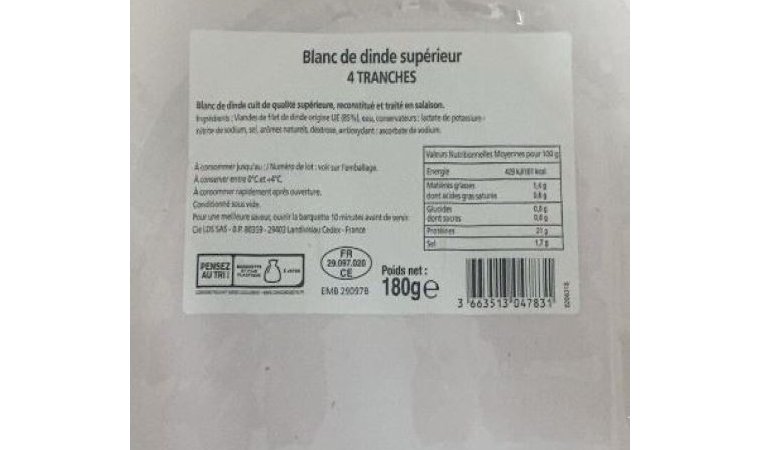 Blanc de dinde supérieur
4 TRANCHES
Blanc de dinde cuit de qualité supérieure, reconstitué et traité en salaison.
Ingrédients : Viandes de filet de dinde origine UE (85%), eau, conservateurs : lactate de potassium -
nitrite de sodium, sel, arômes naturels, dextrose, antioxydant : ascorbate de sodium.
À consommer jusqu'au : / Numéro de lot : voir sur l'emballage.
À conserver entre 0°C et +4°C.
À consommer rapidement après ouverture.
Conditionné sous vide.
Pour une meilleure saveur, ouvrir la barquette 10 minutes avant de servir.
Cie LDS SAS - B.P. 80359 - 29403 Landivisiau Cedex - France
Valeurs Nutritionnelles Moyennes pour 100 g
Energie
Matières grasses 1,4 g
dont acides gras saturés
Glucides
dont sucres
Protéines 21 g
Sel 1,7 g
PENSEZ
AU TRI !
FR
29.097.020
CE
EMB 29097B
Poids net :
180g e
3 663513 047831